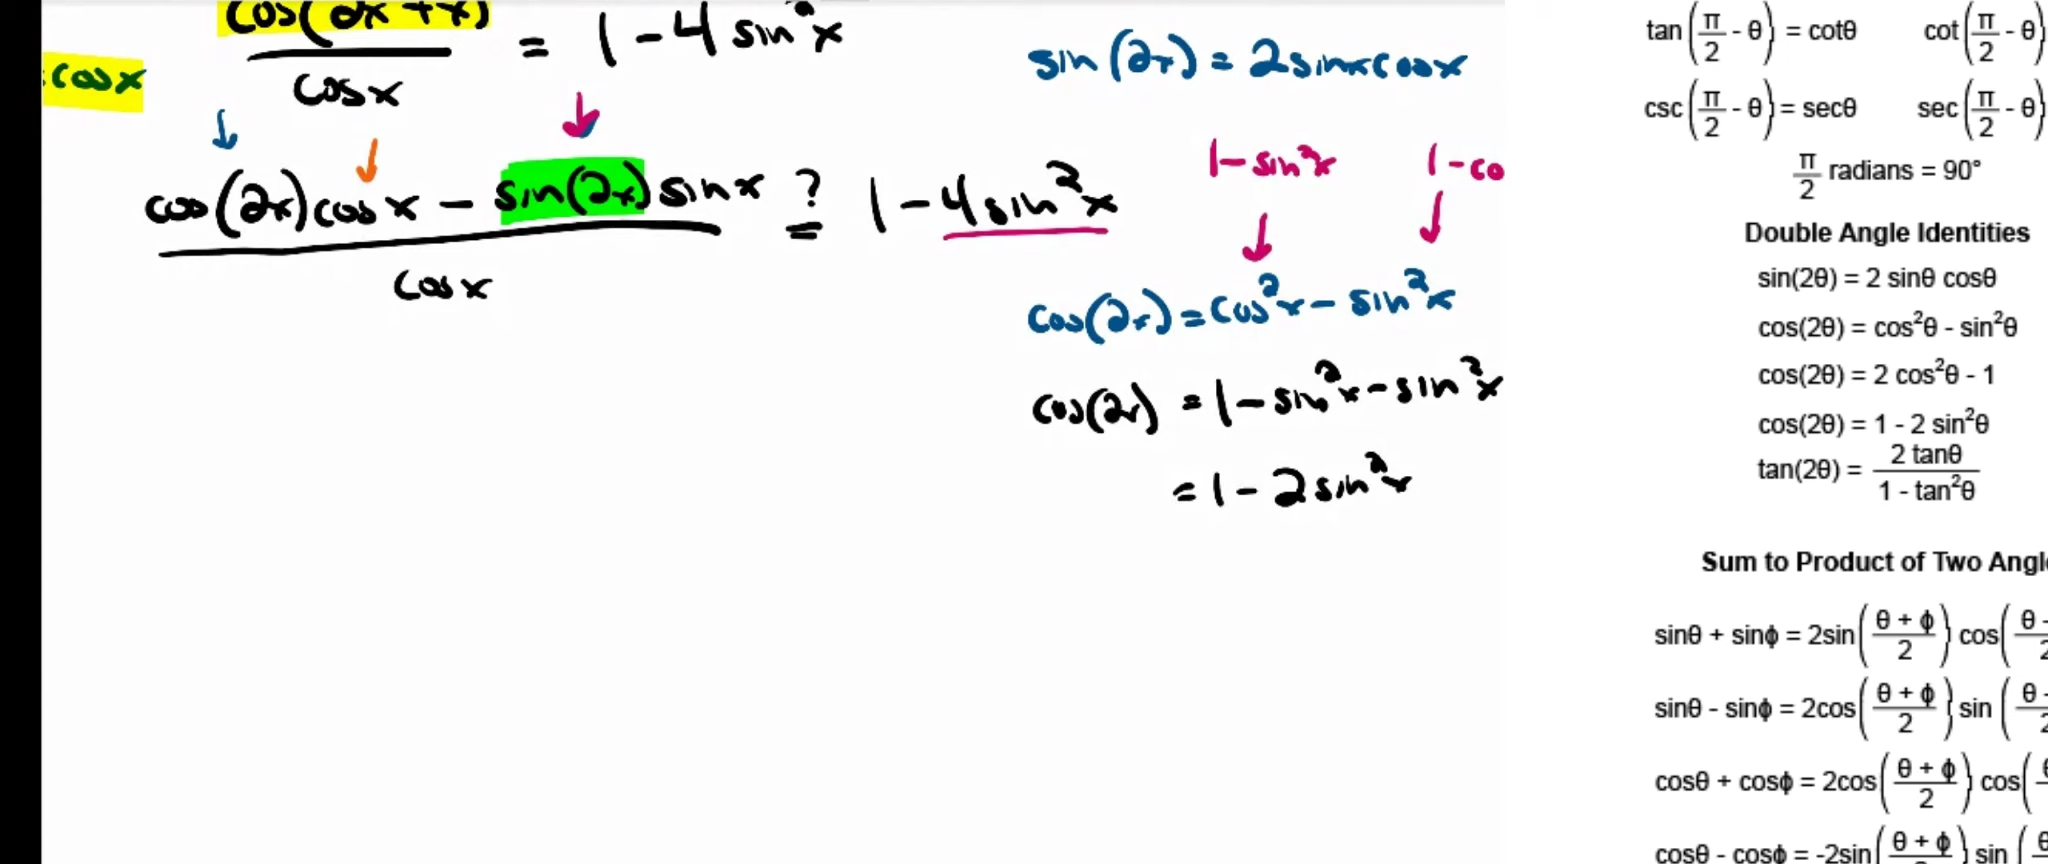 cos(2x+x)
───────── = 1-4 sin²x
cosx
cosx
cos(2x)cosx - sin(2x) sinx ≟ 1-4sin²x
cosx
sin(2x) = 2sinxcosx
1-sin²x 1-co
cos(2x) = cos²x - sin²x
cos(2x) = 1-sin²x-sin²x
= 1-2sin²x
tan(π/2 - θ) = cotθ cot(π/2 - θ)
csc(π/2 - θ) = secθ sec(π/2 - θ)
π/2 radians = 90°
Double Angle Identities
sin(2θ) = 2 sinθ cosθ
cos(2θ) = cos²θ - sin²θ
cos(2θ) = 2 cos²θ - 1
cos(2θ) = 1 - 2 sin²θ
tan(2θ) = 2 tanθ / 1 - tan²θ
Sum to Product of Two Angl
sinθ + sinϕ = 2sin(θ + ϕ / 2) cos(θ
sinθ - sinϕ = 2cos(θ + ϕ / 2) sin(θ
cosθ + cosϕ = 2cos(θ + ϕ / 2) cos(
cosθ - cosϕ = -2sin(θ + ϕ sin(